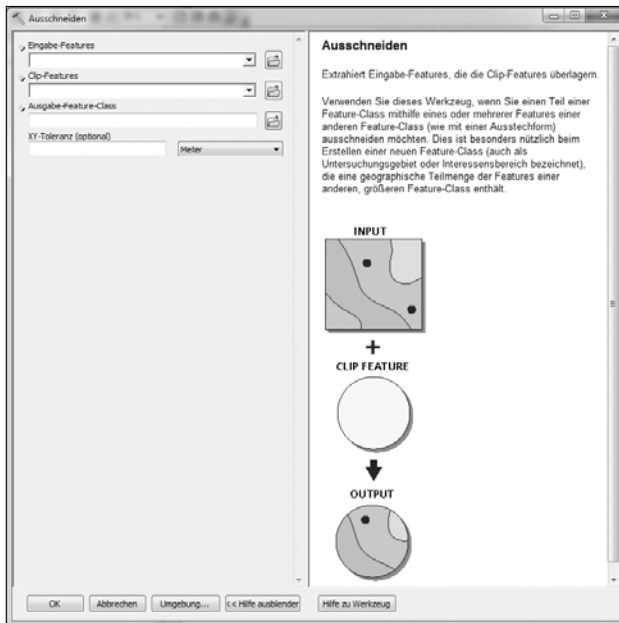 Ausschneiden
Eingabe-Features
Clip-Features
Ausgabe-Feature-Class
XY-Toleranz (optional)
Meter
Ausschneiden
Extrahiert Eingabe-Features, die die Clip-Features überlagern.
Verwenden Sie dieses Werkzeug, wenn Sie einen Teil einer
Feature-Class mithilfe eines oder mehrerer Features einer
anderen Feature-Class (wie mit einer Ausstechform)
ausschneiden möchten. Dies ist besonders nützlich beim
Erstellen einer neuen Feature-Class (auch als
Untersuchungsgebiet oder Interessensbereich bezeichnet),
die eine geographische Teilmenge der Features einer
anderen, größeren Feature-Class enthält.
INPUT
+
CLIP FEATURE
OUTPUT
OK
Abbrechen
Umgebung...
<< Hilfe ausblenden
Hilfe zu Werkzeug